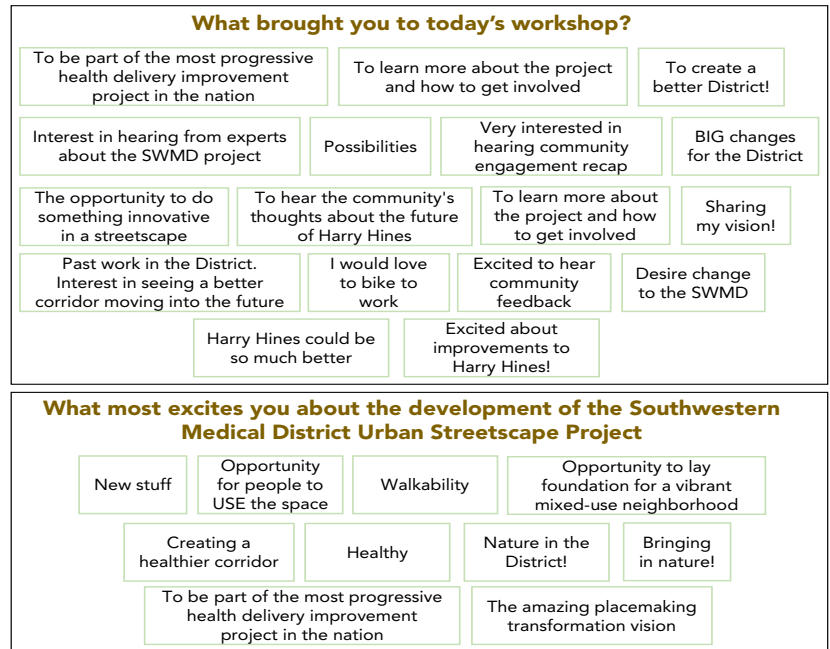 What brought you to today's workshop?
To be part of the most progressive
health delivery improvement
project in the nation
To learn more about the project
and how to get involved
To create a
better District!
Interest in hearing from experts
about the SWMD project
Possibilities
Very interested in
hearing community
engagement recap
BIG changes
for the District
The opportunity to do
something innovative
in a streetscape
To hear the community's
thoughts about the future
of Harry Hines
To learn more about
the project and how
to get involved
Sharing
my vision!
Past work in the District.
Interest in seeing a better
corridor moving into the future
I would love
to bike to
work
Excited to hear
community
feedback
Desire change
to the SWMD
Harry Hines could be
so much better
Excited about
improvements to
Harry Hines!
What most excites you about the development of the Southwestern
Medical District Urban Streetscape Project
New stuff
Opportunity
for people to
USE the space
Walkability
Opportunity to lay
foundation for a vibrant
mixed-use neighborhood
Creating a
healthier corridor
Healthy
Nature in the
District!
Bringing
in nature!
To be part of the most progressive
health delivery improvement
project in the nation
The amazing placemaking
transformation vision